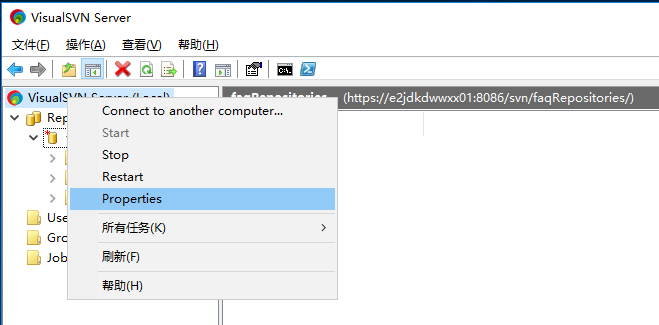 VisualSVN Server
文件(F) 操作(A) 查看(V) 帮助(H)
VisualSVN Server (Local)
faqRepositories (https://e2jdkdwwxx01:8086/svn/faqRepositories/)
Connect to another computer...
Start
Stop
Restart
Properties
所有任务(K)
刷新(F)
帮助(H)
Rep
Use
Gro
Job